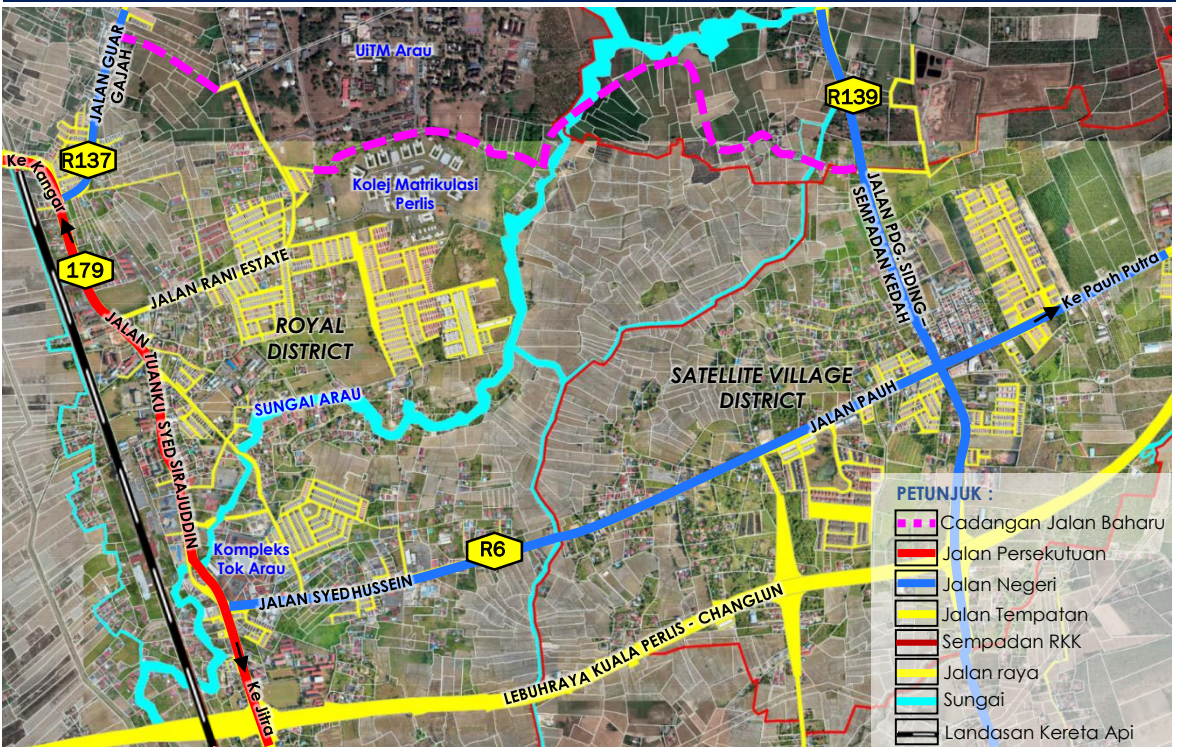 UiTM Arau
JALAN GUAR
GAJAH
R139
R137
Ke Kangar
Kolej Matrikulasi
Perlis
JALAN PDG. SIDING -
SEMPADAN KEDAH
179
JALAN RANI ESTATE
Ke Pauh Putra
ROYAL
DISTRICT
JALAN TUANKU SYED SIRAJUDDIN
SATELLITE VILLAGE
DISTRICT
SUNGAI ARAU
JALAN PAUH
Kompleks
Tok Arau
R6
JALAN SYED HUSSEIN
LEBUHRAYA KUALA PERLIS - CHANGLUN
Ke Jitra
PETUNJUK :
Cadangan Jalan Baharu
Jalan Persekutuan
Jalan Negeri
Jalan Tempatan
Sempadan RKK
Jalan raya
Sungai
Landasan Kereta Api